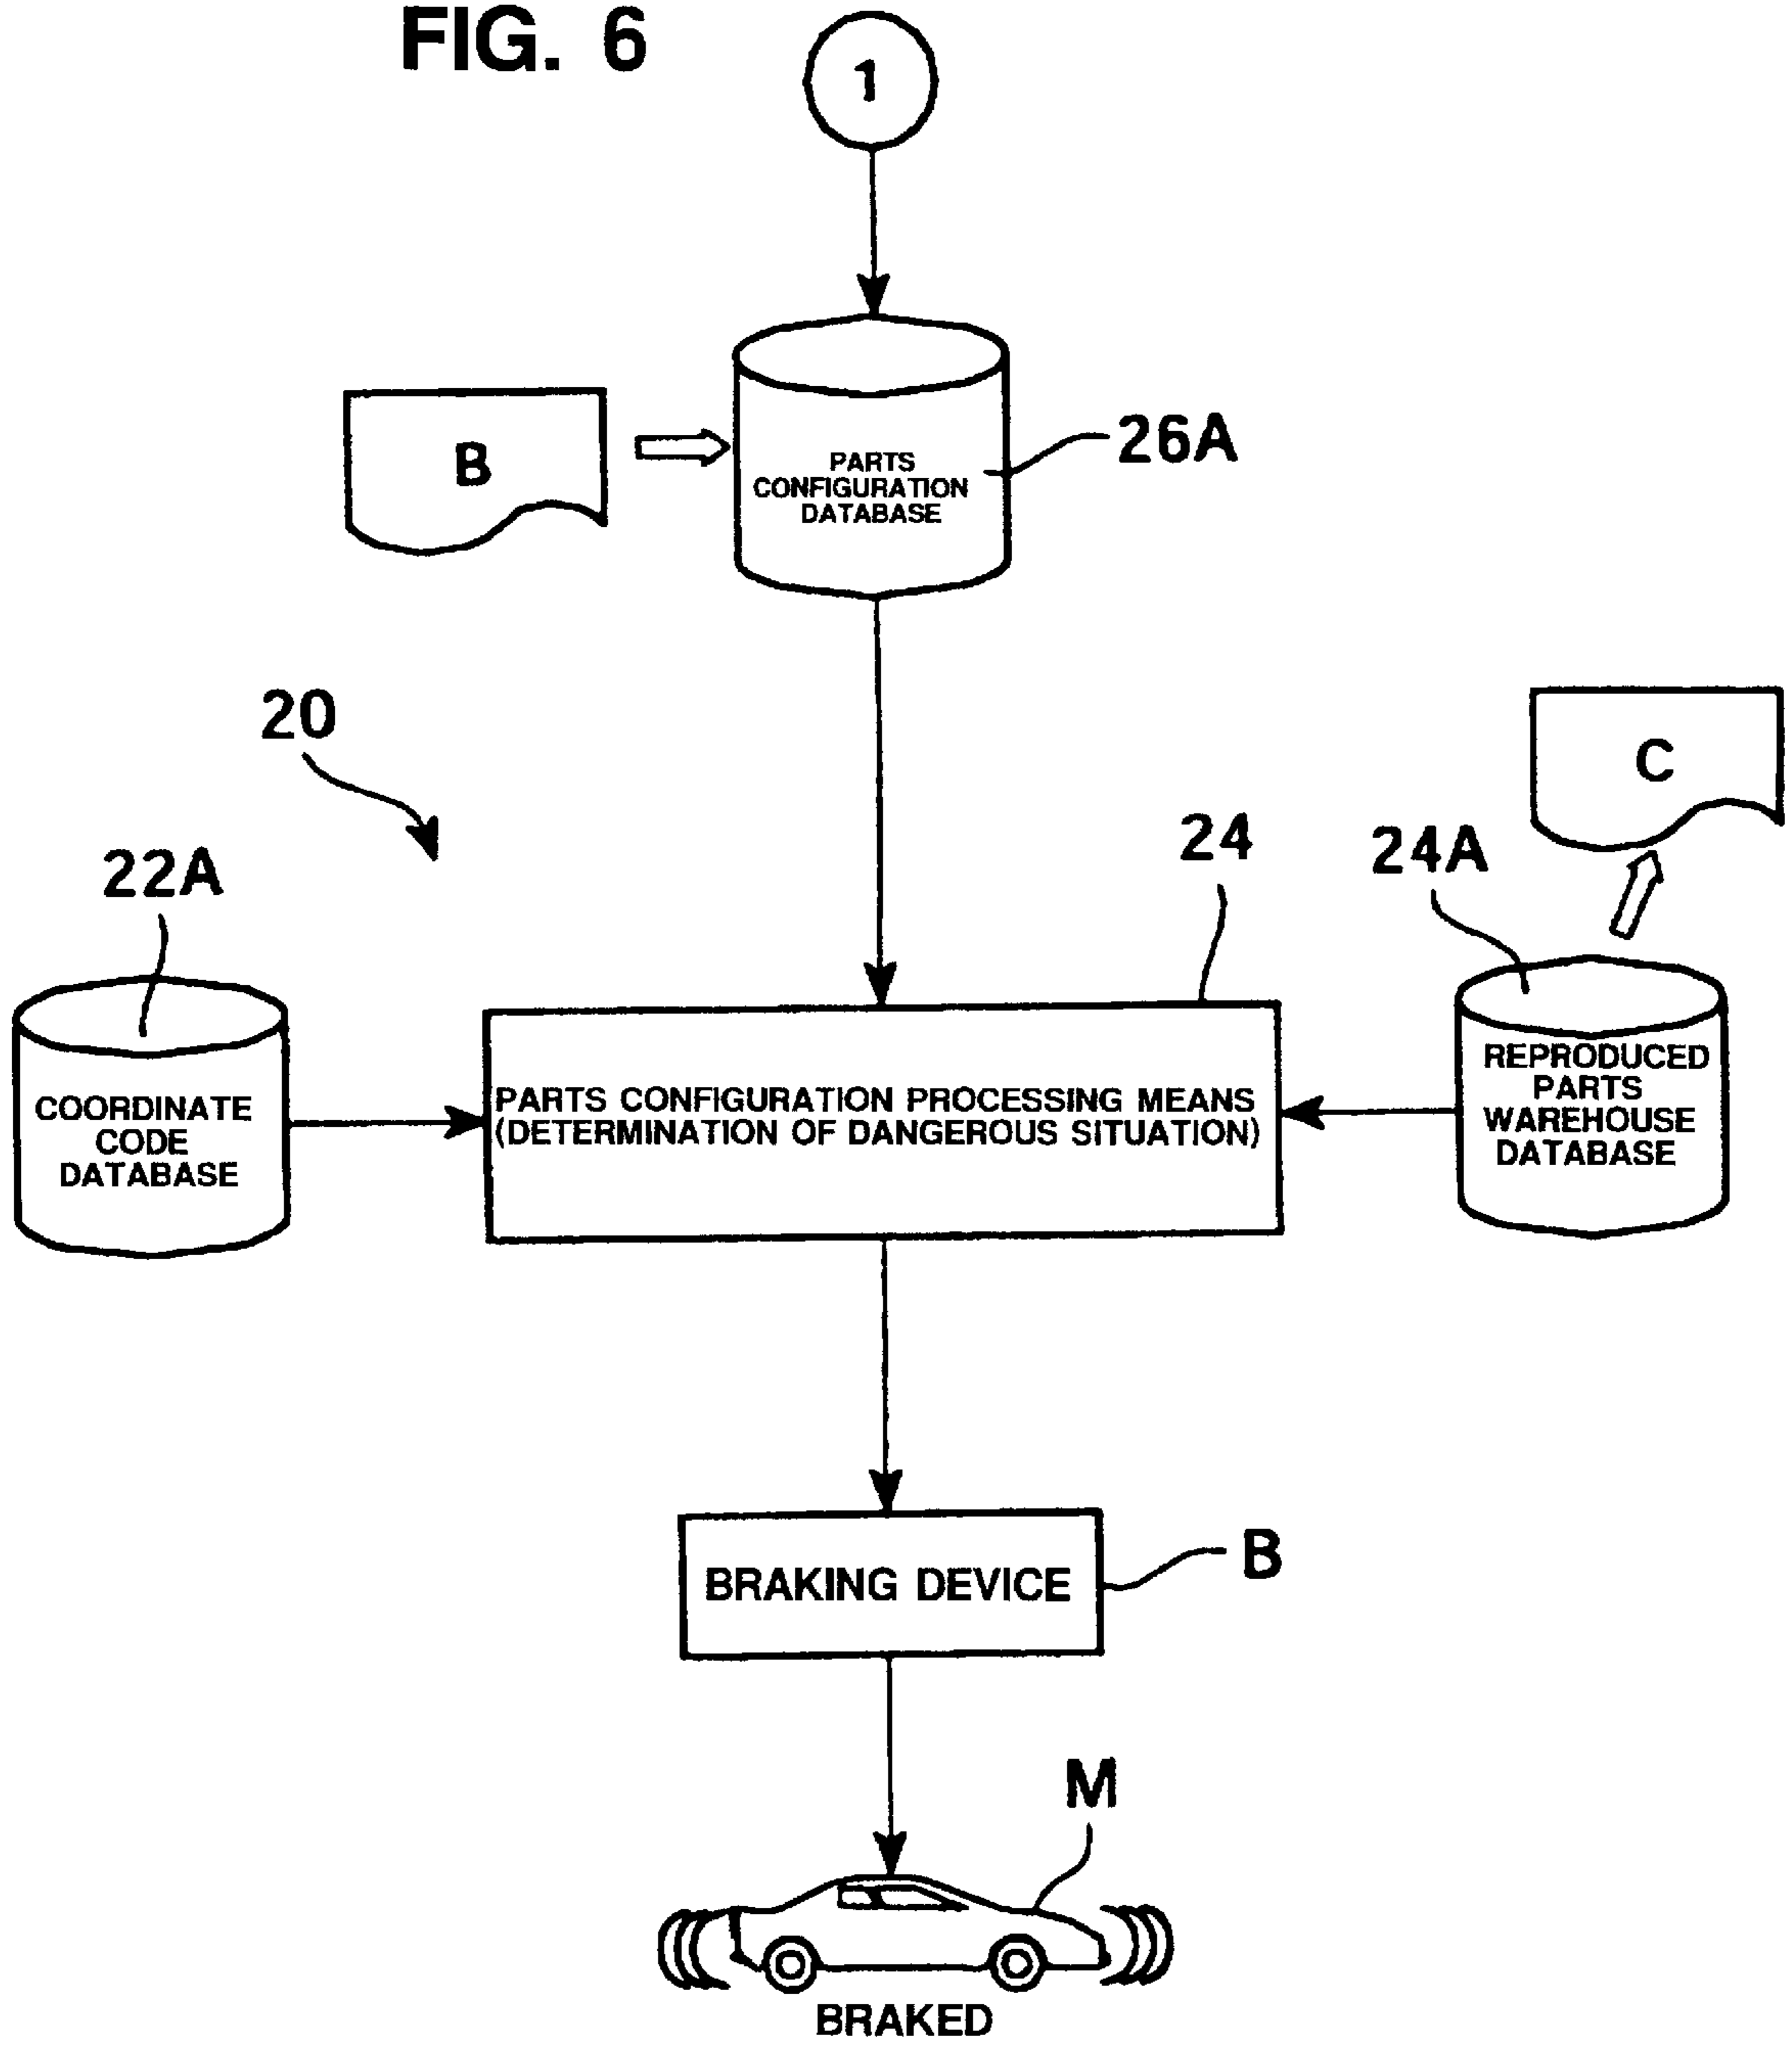 FIG. 6
1
B
PARTS
CONFIGURATION
DATABASE
26A
20
C
24
24A
22A
COORDINATE
CODE
DATABASE
PARTS CONFIGURATION PROCESSING MEANS
(DETERMINATION OF DANGEROUS SITUATION)
REPRODUCED
PARTS
WAREHOUSE
DATABASE
BRAKING DEVICE
B
M
BRAKED